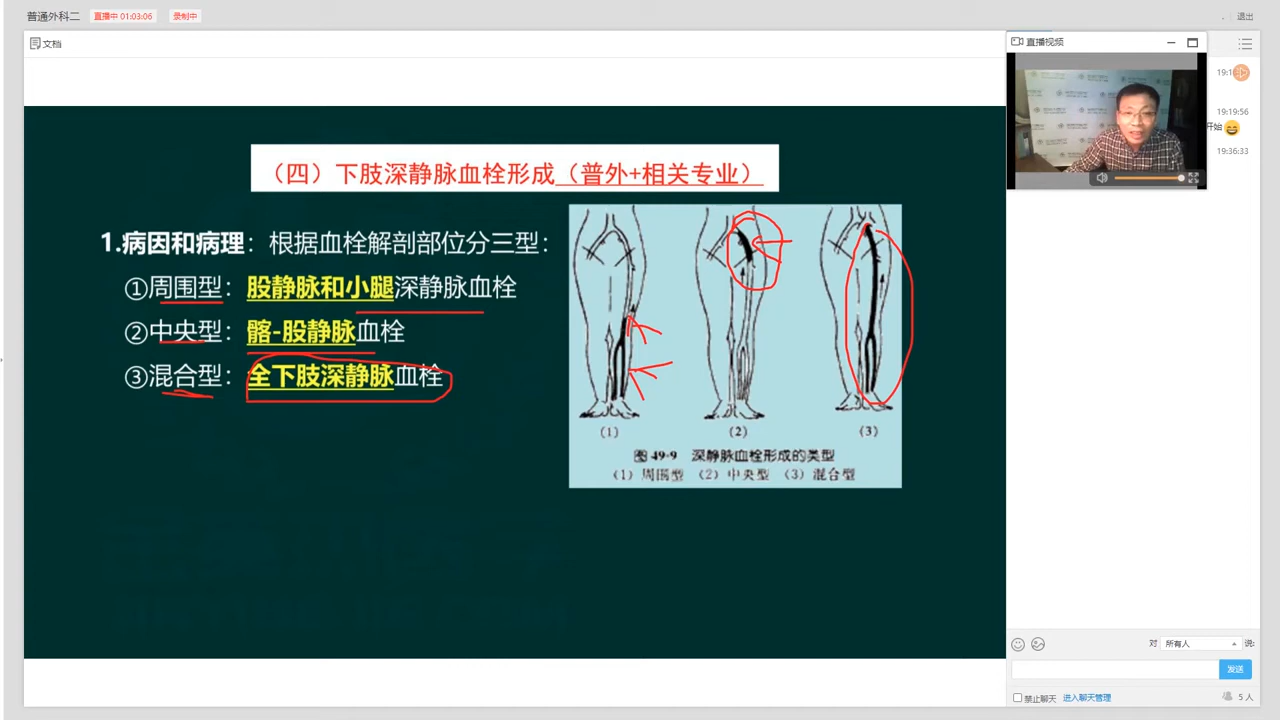 普通外科二 直播中 01:03:06 录制中 退出
文档
直播视频
19:1
19:19:56
开始
19:36:33
（四）下肢深静脉血栓形成（普外+相关专业）
1.病因和病理：根据血栓解剖部位分三型：
①周围型：股静脉和小腿深静脉血栓
②中央型：髂-股静脉血栓
③混合型：全下肢深静脉血栓
(1) (2) (3)
图 49-9 深静脉血栓形成的类型
(1) 周围型 (2) 中央型 (3) 混合型
对 所有人 说:
发送
禁止聊天 进入聊天管理 5 人